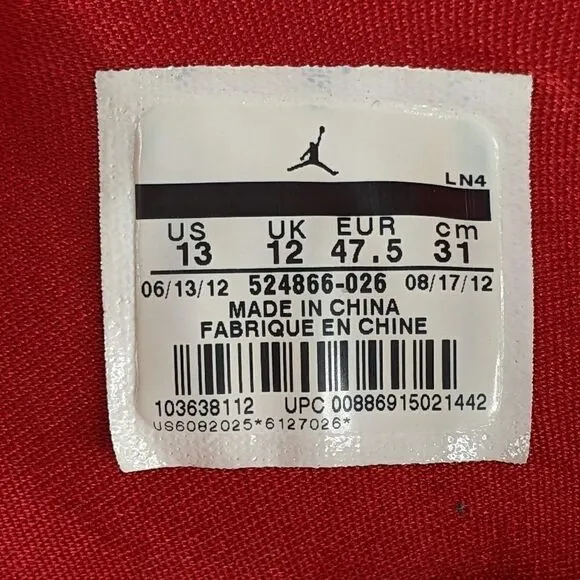 LN4
US UK EUR cm
13 12 47.5 31
06/13/12 524866-026 08/17/12
MADE IN CHINA
FABRIQUE EN CHINE
103638112 UPC 00886915021442
US6082025*6127026*